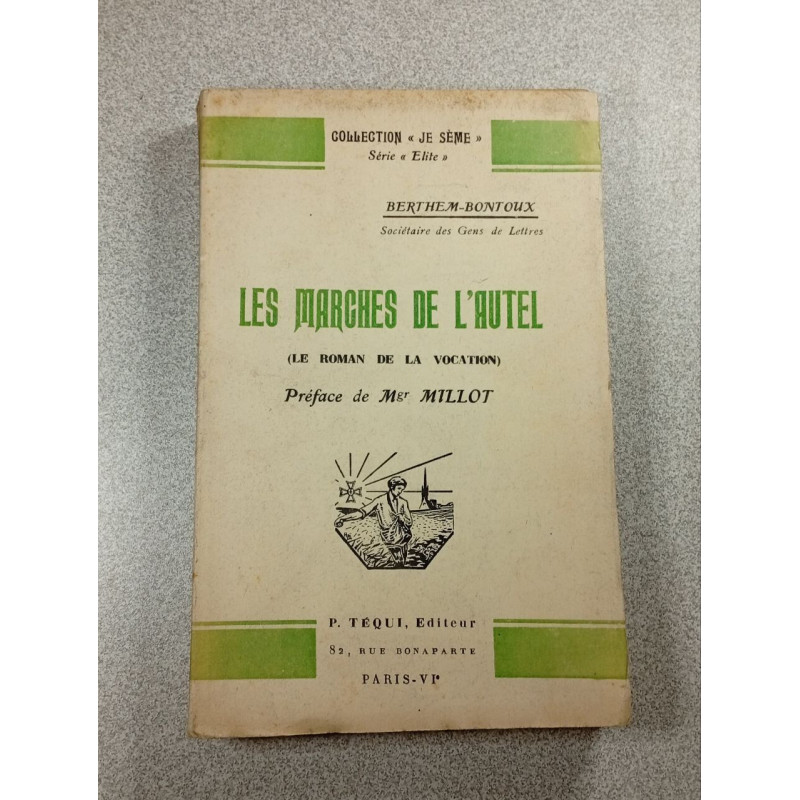 COLLECTION « JE SÈME »
Série « Elite »
BERTHEM-BONTOUX
Sociétaire des Gens de Lettres
LES MARCHES DE L'AUTEL
(LE ROMAN DE LA VOCATION)
Préface de Mgr MILLOT
P. TÉQUI, Editeur
82, RUE BONAPARTE
PARIS-VIe